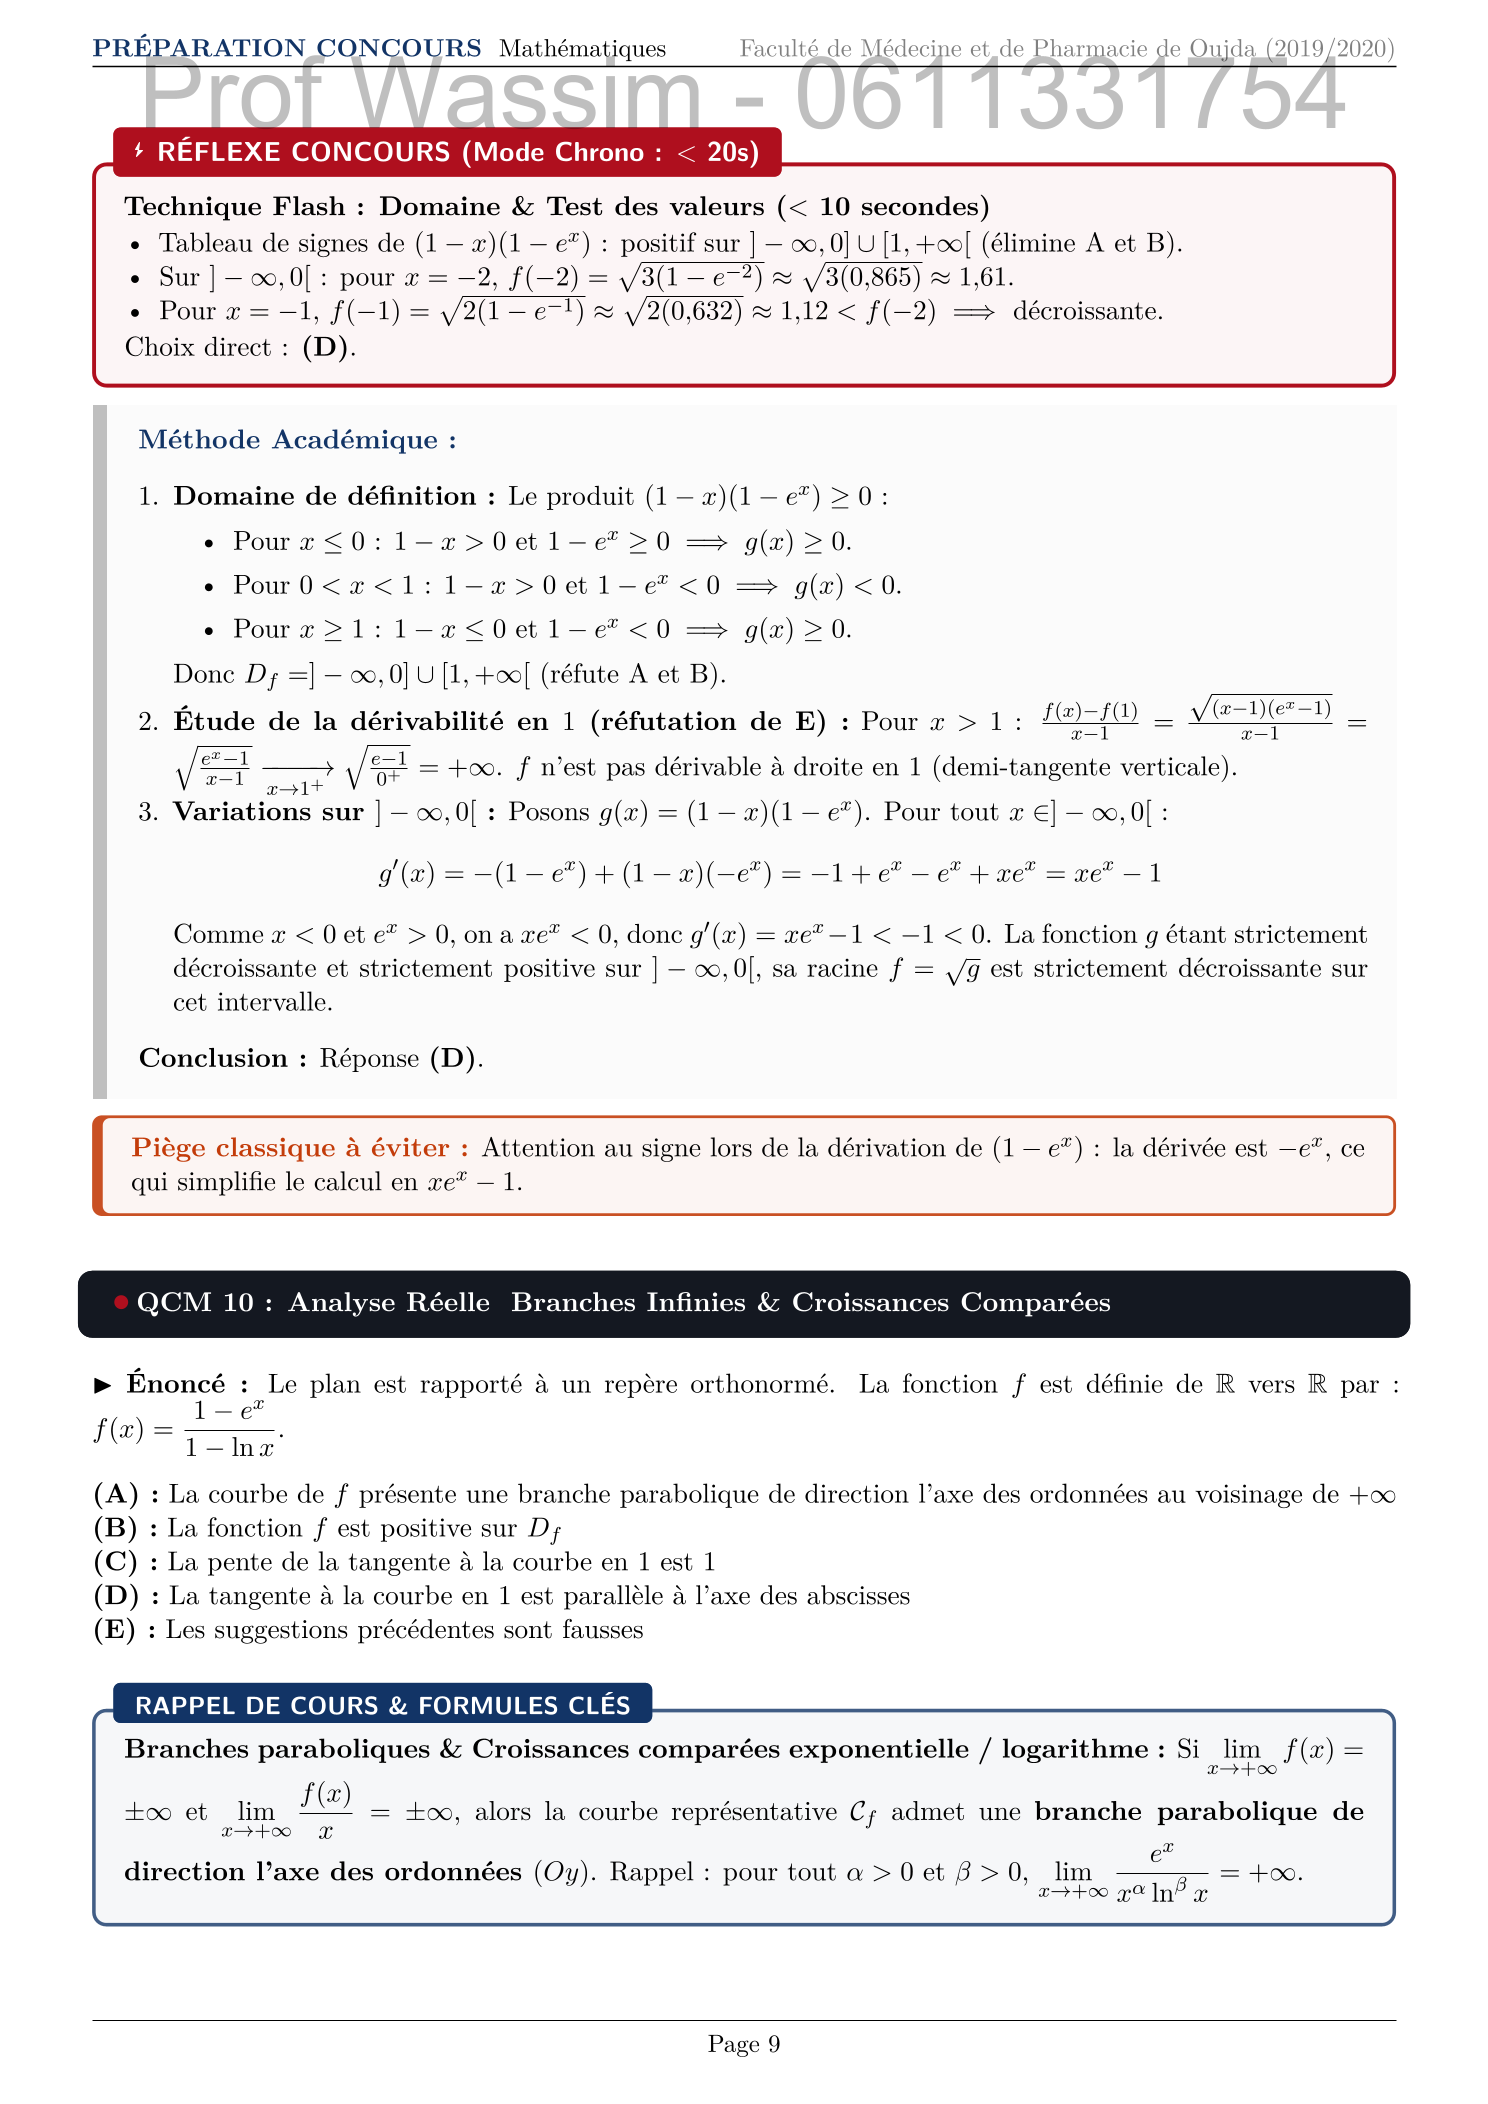 PRÉPARATION CONCOURS Mathématiques Faculté de Médecine et de Pharmacie de Oujda (2019/2020)
Prof Wassim - 0611331754
RÉFLEXE CONCOURS (Mode Chrono : < 20s)
Technique Flash : Domaine & Test des valeurs (< 10 secondes)
• Tableau de signes de (1 − x)(1 − e^x) : positif sur ] − ∞, 0] ∪ [1, +∞[ (élimine A et B).
• Sur ] − ∞, 0[ : pour x = −2, f(−2) = √(3(1 − e^−2)) ≈ √(3(0,865)) ≈ 1,61.
• Pour x = −1, f(−1) = √(2(1 − e^−1)) ≈ √(2(0,632)) ≈ 1,12 < f(−2) ⟹ décroissante.
Choix direct : (D).
Méthode Académique :
1. Domaine de définition : Le produit (1 − x)(1 − e^x) ≥ 0 :
• Pour x ≤ 0 : 1 − x > 0 et 1 − e^x ≥ 0 ⟹ g(x) ≥ 0.
• Pour 0 < x < 1 : 1 − x > 0 et 1 − e^x < 0 ⟹ g(x) < 0.
• Pour x ≥ 1 : 1 − x ≤ 0 et 1 − e^x < 0 ⟹ g(x) ≥ 0.
Donc D_f =] − ∞, 0] ∪ [1, +∞[ (réfute A et B).
2. Étude de la dérivabilité en 1 (réfutation de E) : Pour x > 1 : (f(x)−f(1))/(x−1) = √((x−1)(e^x−1))/(x−1) =
√((e^x−1)/(x−1)) ⟶_{x→1^+} √((e−1)/0^+) = +∞. f n'est pas dérivable à droite en 1 (demi-tangente verticale).
3. Variations sur ] − ∞, 0[ : Posons g(x) = (1 − x)(1 − e^x). Pour tout x ∈] − ∞, 0[ :
g′(x) = −(1 − e^x) + (1 − x)(−e^x) = −1 + e^x − e^x + xe^x = xe^x − 1
Comme x < 0 et e^x > 0, on a xe^x < 0, donc g′(x) = xe^x − 1 < −1 < 0. La fonction g étant strictement
décroissante et strictement positive sur ] − ∞, 0[, sa racine f = √g est strictement décroissante sur
cet intervalle.
Conclusion : Réponse (D).
Piège classique à éviter : Attention au signe lors de la dérivation de (1 − e^x) : la dérivée est −e^x, ce
qui simplifie le calcul en xe^x − 1.
● QCM 10 : Analyse Réelle Branches Infinies & Croissances Comparées
▶ Énoncé : Le plan est rapporté à un repère orthonormé. La fonction f est définie de ℝ vers ℝ par :
f(x) = (1 − e^x)/(1 − ln x).
(A) : La courbe de f présente une branche parabolique de direction l'axe des ordonnées au voisinage de +∞
(B) : La fonction f est positive sur D_f
(C) : La pente de la tangente à la courbe en 1 est 1
(D) : La tangente à la courbe en 1 est parallèle à l'axe des abscisses
(E) : Les suggestions précédentes sont fausses
RAPPEL DE COURS & FORMULES CLÉS
Branches paraboliques & Croissances comparées exponentielle / logarithme : Si lim_{x→+∞} f(x) =
±∞ et lim_{x→+∞} f(x)/x = ±∞, alors la courbe représentative 𝒞_f admet une branche parabolique de
direction l'axe des ordonnées (Oy). Rappel : pour tout α > 0 et β > 0, lim_{x→+∞} e^x/(x^α ln^β x) = +∞.
Page 9